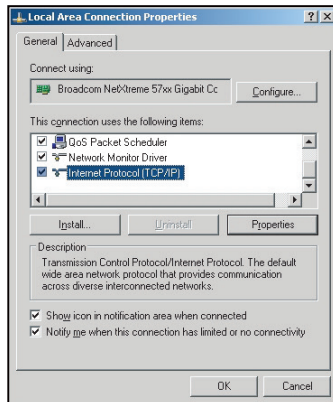 Local Area Connection Properties
General Advanced
Connect using:
Broadcom NetXtreme 57xx Gigabit Cc
Configure...
This connection uses the following items:
QoS Packet Scheduler
Network Monitor Driver
Internet Protocol (TCP/IP)
Install... Uninstall Properties
Description
Transmission Control Protocol/Internet Protocol. The default
wide area network protocol that provides communication
across diverse interconnected networks.
Show icon in notification area when connected
Notify me when this connection has limited or no connectivity
OK Cancel